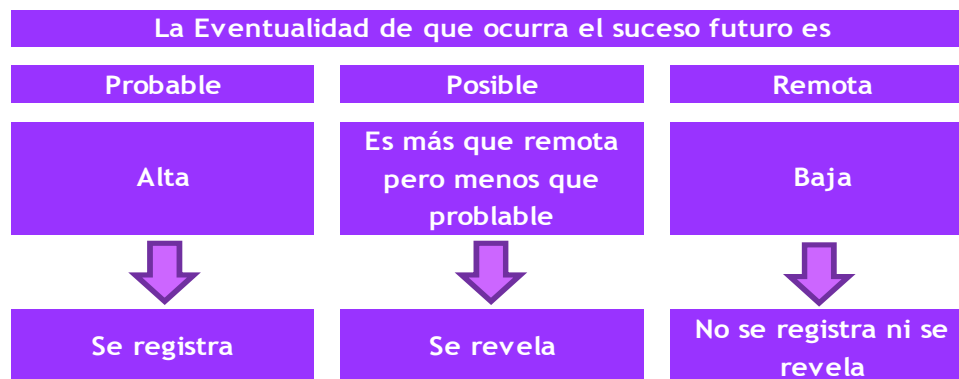 La Eventualidad de que ocurra el suceso futuro es
Probable
Posible
Remota
Alta
Es más que remota
pero menos que
problable
Baja
Se registra
Se revela
No se registra ni se
revela